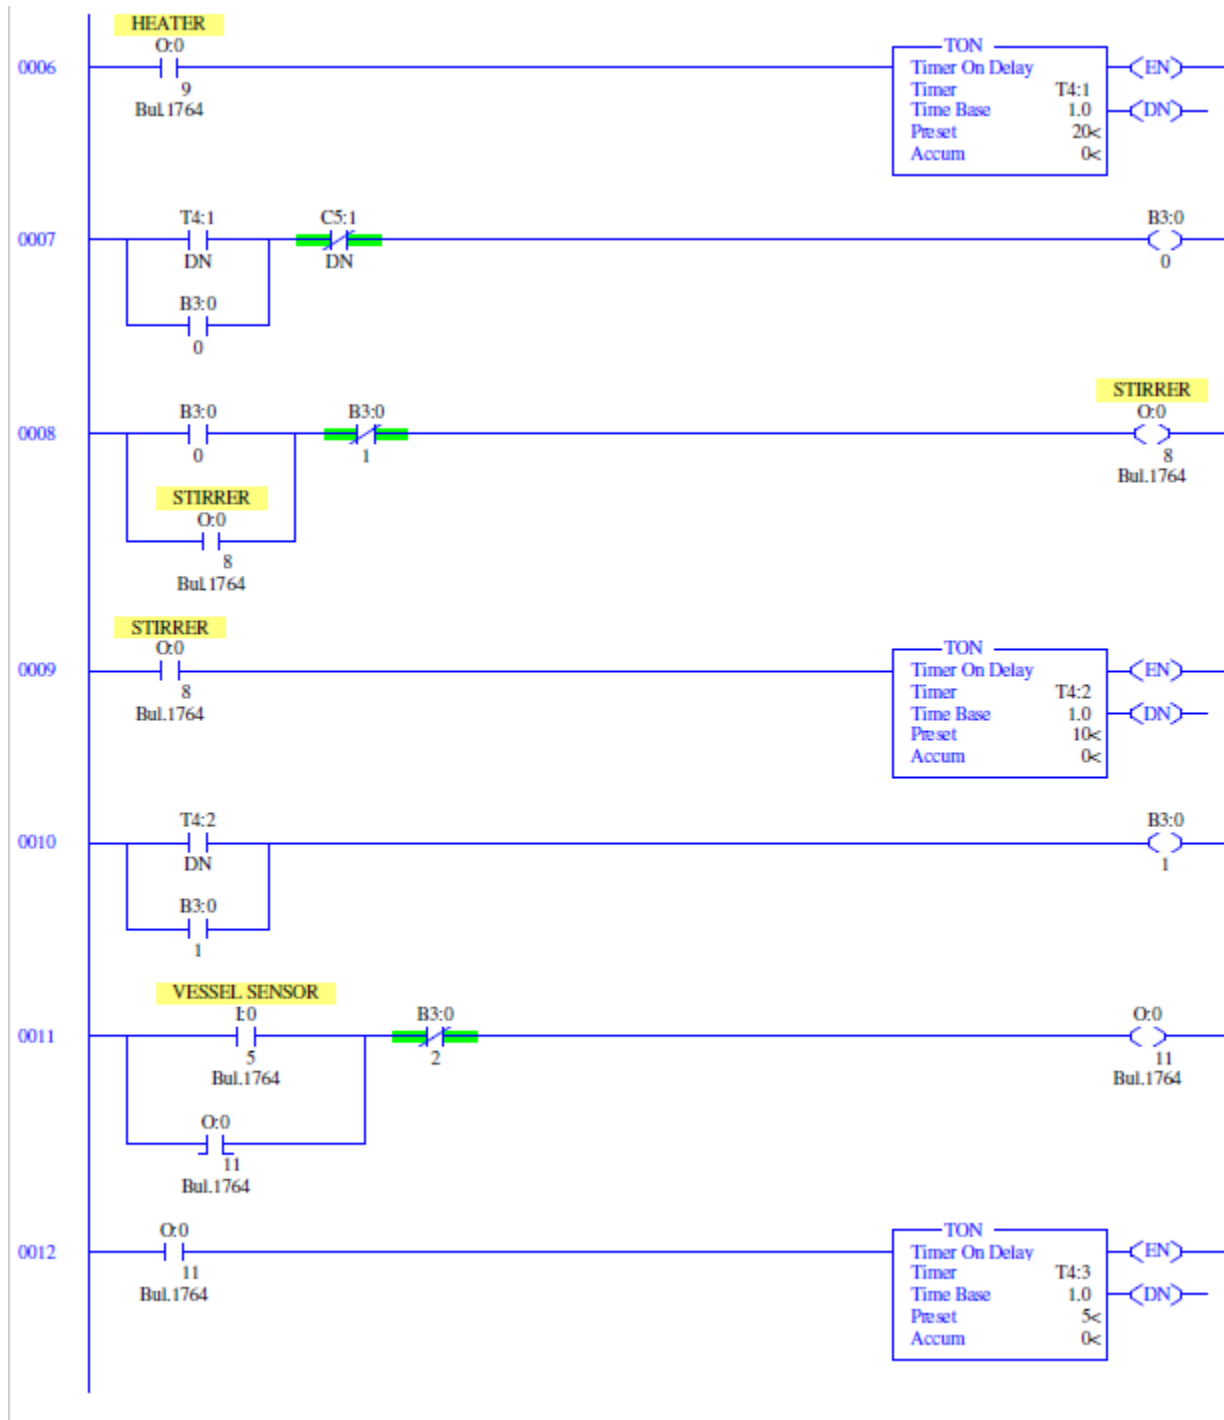 HEATER
O:0
0006
9
Bul.1764
TON
Timer On Delay
Timer T4:1
Time Base 1.0
Preset 20<
Accum 0<
EN
DN
0007
T4:1
DN
C5:1
DN
B3:0
0
B3:0
0
0008
B3:0
0
B3:0
1
STIRRER
O:0
8
Bul.1764
STIRRER
O:0
8
Bul.1764
STIRRER
O:0
0009
8
Bul.1764
TON
Timer On Delay
Timer T4:2
Time Base 1.0
Preset 10<
Accum 0<
EN
DN
0010
T4:2
DN
B3:0
1
B3:0
1
VESSEL SENSOR
I:0
0011
5
Bul.1764
B3:0
2
O:0
11
Bul.1764
O:0
11
Bul.1764
O:0
0012
11
Bul.1764
TON
Timer On Delay
Timer T4:3
Time Base 1.0
Preset 5<
Accum 0<
EN
DN